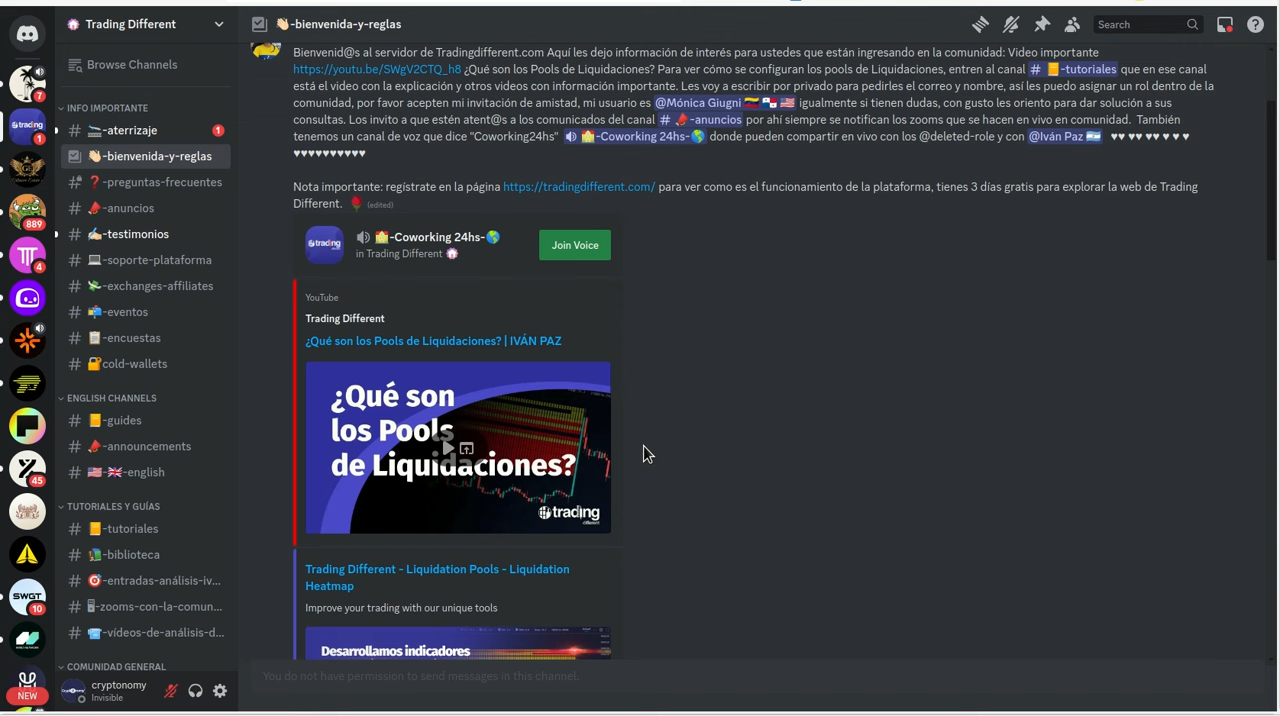 Trading Different
👋🏻-bienvenida-y-reglas
Search
Browse Channels
INFO IMPORTANTE
🛬-aterrizaje
1
👋🏻-bienvenida-y-reglas
❓-preguntas-frecuentes
📣-anuncios
✍🏻-testimonios
💻-soporte-plataforma
💸-exchanges-affiliates
📬-eventos
📋-encuestas
🔐cold-wallets
ENGLISH CHANNELS
📒-guides
📣-announcements
🇺🇸-🇬🇧-english
TUTORIALES Y GUÍAS
📒-tutoriales
📚-biblioteca
🎯-entradas-análisis-iv...
🖥-zooms-con-la-comun...
-vídeos-de-análisis-d...
COMUNIDAD GENERAL
cryptonomy
Invisible
7
1
889
4
45
SWGT
10
NEW
trading
Bienvenid@s al servidor de Tradingdifferent.com Aquí les dejo información de interés para ustedes que están ingresando en la comunidad: Video importante
https://youtu.be/SWgV2CTQ_h8 ¿Qué son los Pools de Liquidaciones? Para ver cómo se configuran los pools de Liquidaciones, entren al canal # 📒-tutoriales que en ese canal
está el video con la explicación y otros videos con información importante. Les voy a escribir por privado para pedirles el correo y nombre, así les puedo asignar un rol dentro de la
comunidad, por favor acepten mi invitación de amistad, mi usuario es @Mónica Giugni 🇻🇪 🇵🇦 🇺🇸 igualmente si tienen dudas, con gusto les oriento para dar solución a sus
consultas. Los invito a que estén atent@s a los comunicados del canal # 📣-anuncios por ahí siempre se notifican los zooms que se hacen en vivo en comunidad. También
tenemos un canal de voz que dice "Coworking24hs" 🏫-Coworking 24hs-🌎 donde pueden compartir en vivo con los @deleted-role y con @Iván Paz 🇦🇷 ♥♥ ♥♥ ♥ ♥ ♥ ♥
♥♥♥♥♥♥♥♥♥♥
Nota importante: regístrate en la página https://tradingdifferent.com/ para ver como es el funcionamiento de la plataforma, tienes 3 días gratis para explorar la web de Trading
Different. 🌹 (edited)
trading
🏫-Coworking 24hs-🌎
in Trading Different
Join Voice
YouTube
Trading Different
¿Qué son los Pools de Liquidaciones? | IVÁN PAZ
¿Qué son
los Pools
de Liquidaciones?
trading
different
Trading Different - Liquidation Pools - Liquidation
Heatmap
Improve your trading with our unique tools
Desarrollamos indicadores
You do not have permission to send messages in this channel.